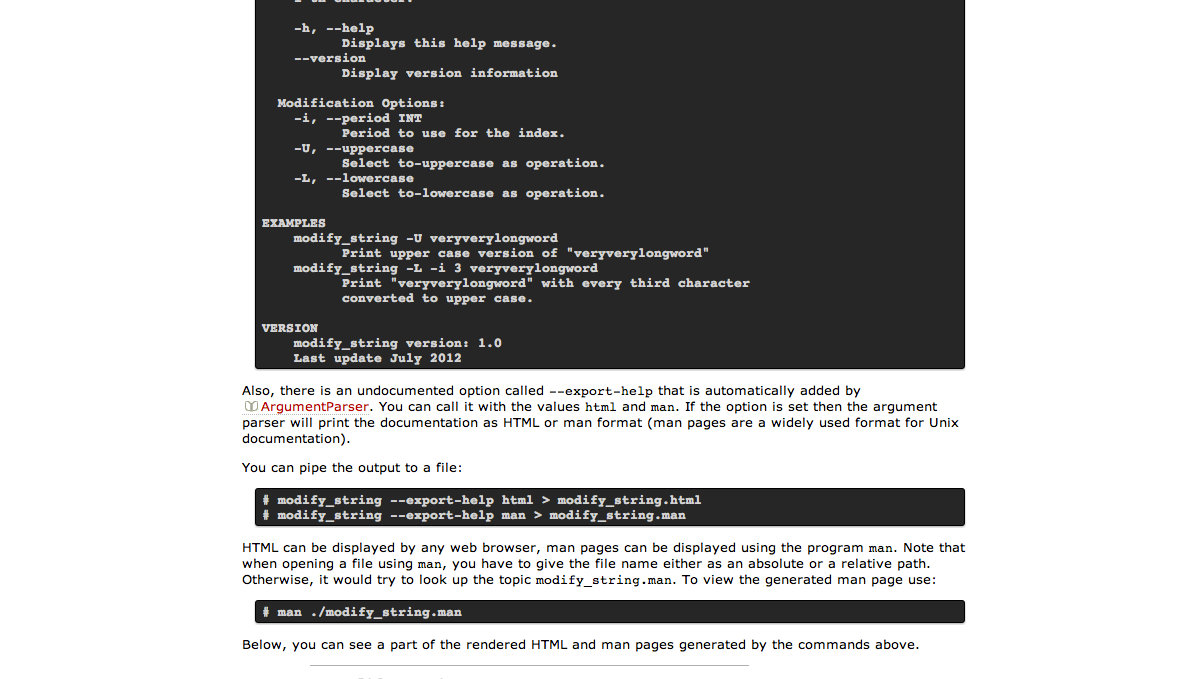 -h, --help
Displays this help message.
--version
Display version information
Modification Options:
-i, --period INT
Period to use for the index.
-U, --uppercase
Select to-uppercase as operation.
-L, --lowercase
Select to-lowercase as operation.
EXAMPLES
modify_string -U veryverylongword
Print upper case version of "veryverylongword"
modify_string -L -i 3 veryverylongword
Print "veryverylongword" with every third character
converted to upper case.
VERSION
modify_string version: 1.0
Last update July 2012
Also, there is an undocumented option called --export-help that is automatically added by
ArgumentParser. You can call it with the values html and man. If the option is set then the argument
parser will print the documentation as HTML or man format (man pages are a widely used format for Unix
documentation).
You can pipe the output to a file:
# modify_string --export-help html > modify_string.html
# modify_string --export-help man > modify_string.man
HTML can be displayed by any web browser, man pages can be displayed using the program man. Note that
when opening a file using man, you have to give the file name either as an absolute or a relative path.
Otherwise, it would try to look up the topic modify_string.man. To view the generated man page use:
# man ./modify_string.man
Below, you can see a part of the rendered HTML and man pages generated by the commands above.